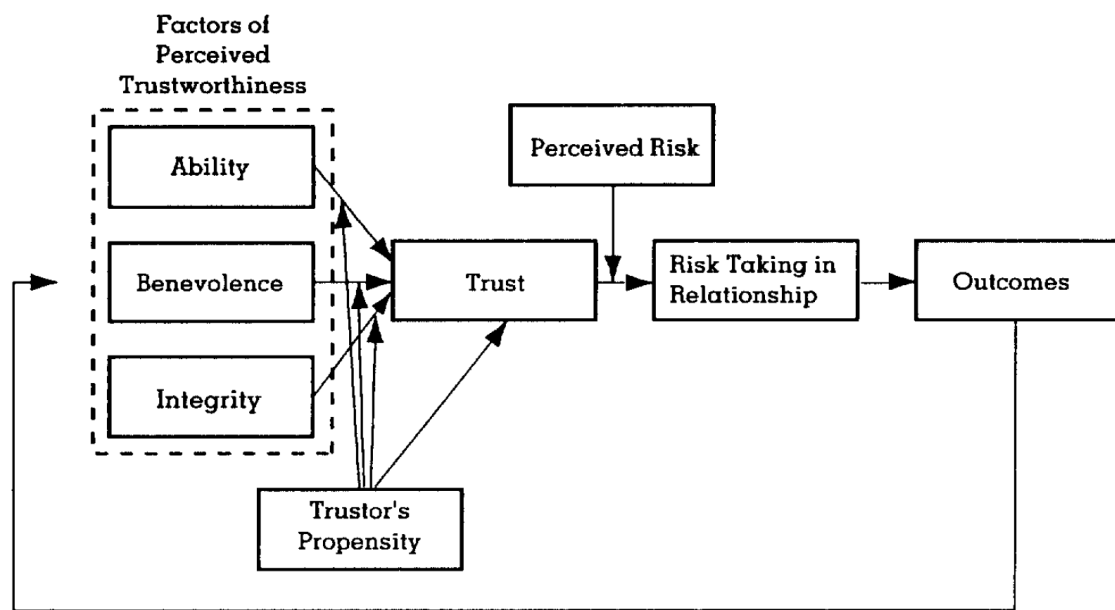 Factors of
Perceived
Trustworthiness
Ability
Perceived Risk
Benevolence
Trust
Risk Taking in
Relationship
Outcomes
Integrity
Trustor's
Propensity